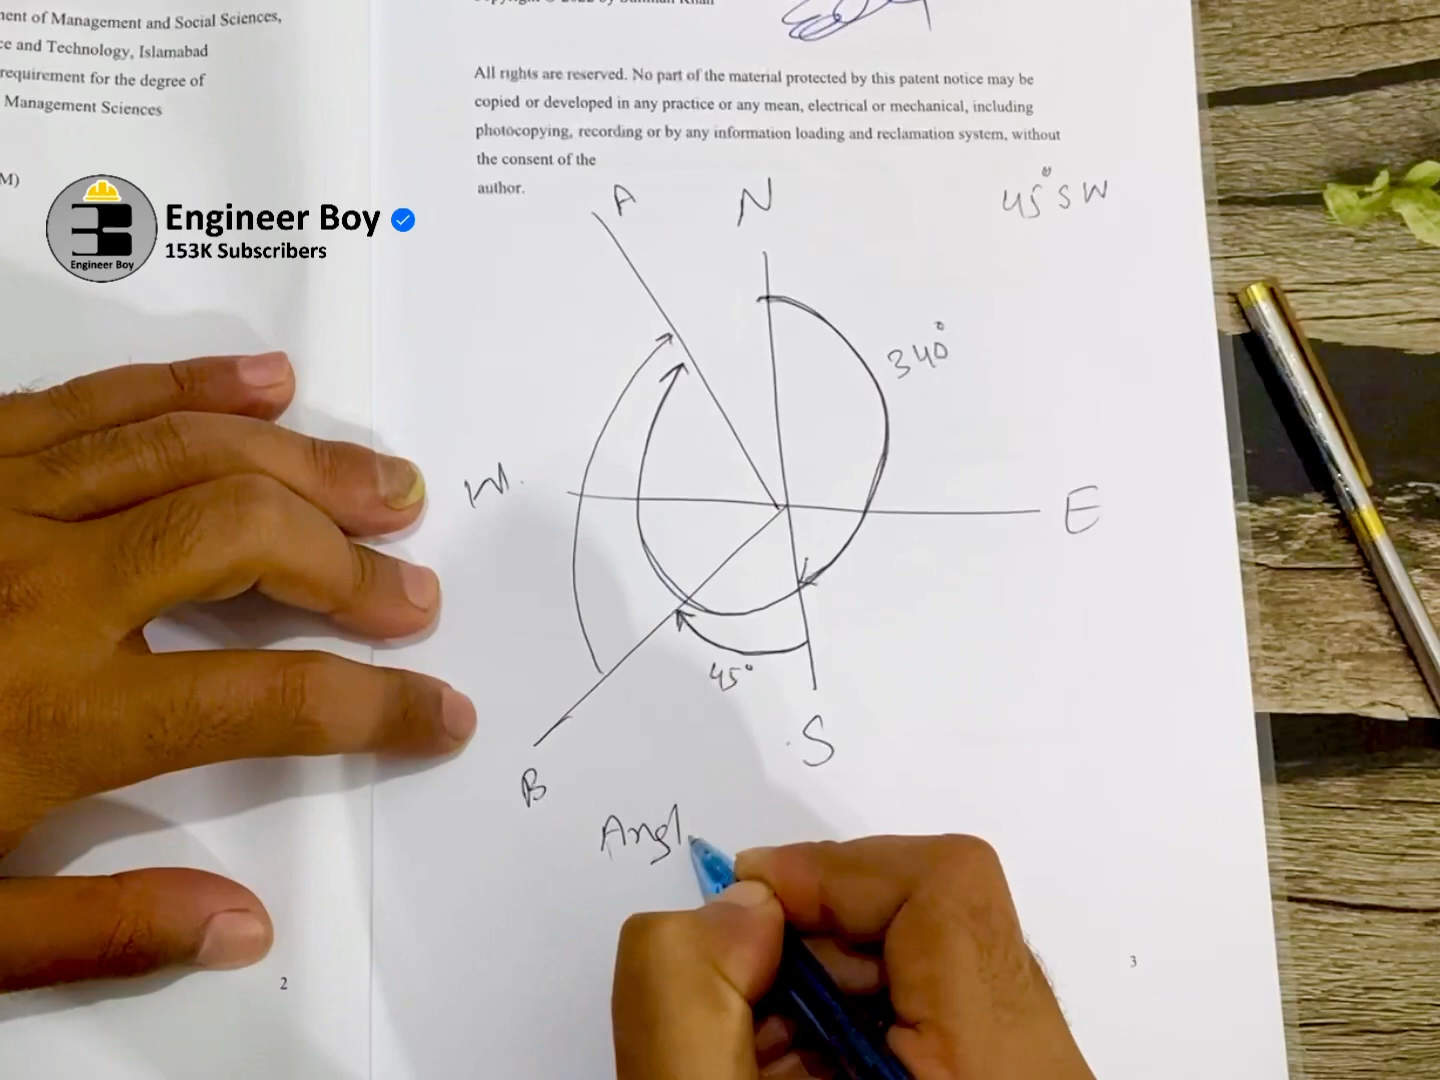 ment of Management and Social Sciences,
ce and Technology, Islamabad
requirement for the degree of
Management Sciences
M)
All rights are reserved. No part of the material protected by this patent notice may be
copied or developed in any practice or any mean, electrical or mechanical, including
photocopying, recording or by any information loading and reclamation system, without
the consent of the
author.
Engineer Boy
153K Subscribers
Engineer Boy
A
N
45° SW
340°
W.
E
45°
S
B
Angl
2
3